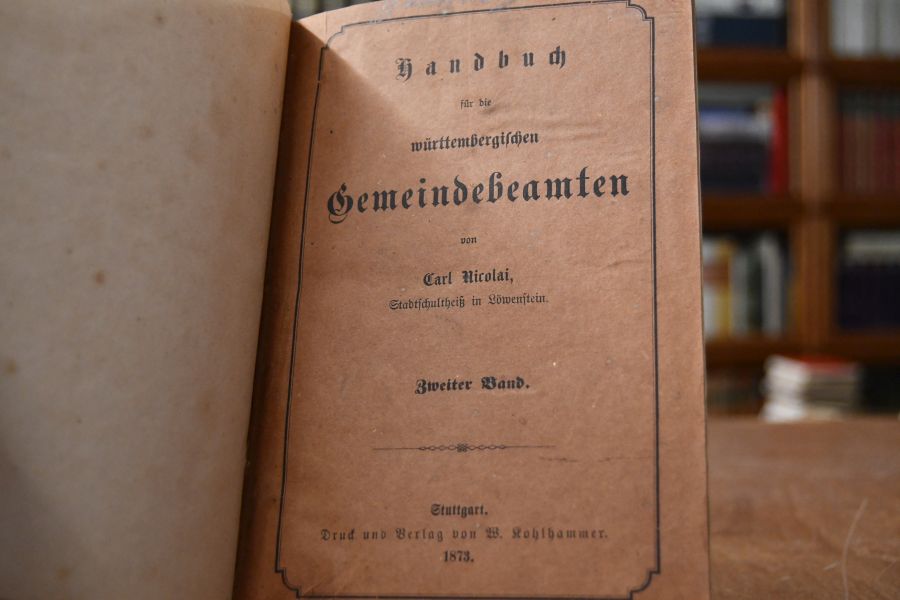 Handbuch
für die
württembergischen
Gemeindebeamten
von
Carl Nicolai,
Stadtschultheiß in Löwenstein.
Zweiter Band.
Stuttgart.
Druck und Verlag von W. Kohlhammer.
1873.